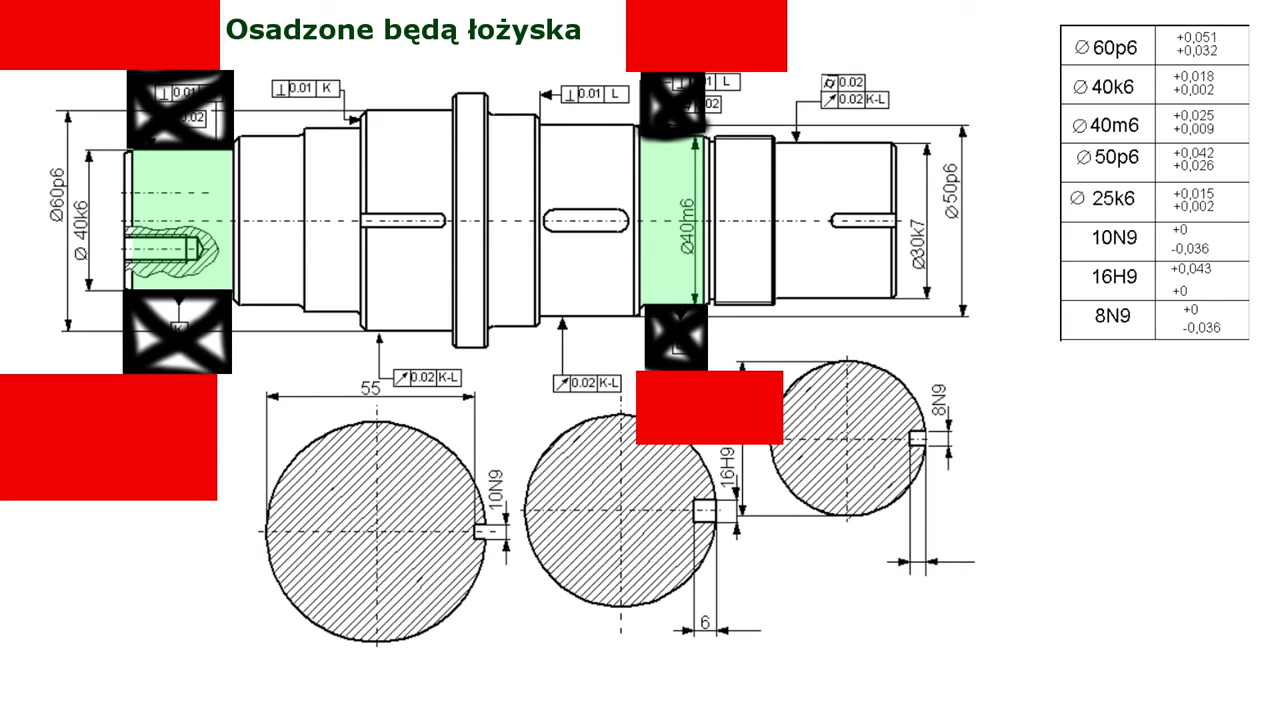 Osadzone będą łożyska
⊥ 0.01 K
⊥ 0.01 L
L
0.02
↗ 0.02 K-L
0.02
02
Ø60p6
Ø 40k6
Ø40m6
Ø30k7
Ø50p6
↗ 0.02 K-L
↗ 0.02 K-L
55
10N9
16H9
8N9
6
Ø 60p6 +0,051 +0,032
Ø 40k6 +0,018 +0,002
Ø 40m6 +0,025 +0,009
Ø 50p6 +0,042 +0,026
Ø 25k6 +0,015 +0,002
10N9 +0 -0,036
16H9 +0,043 +0
8N9 +0 -0,036